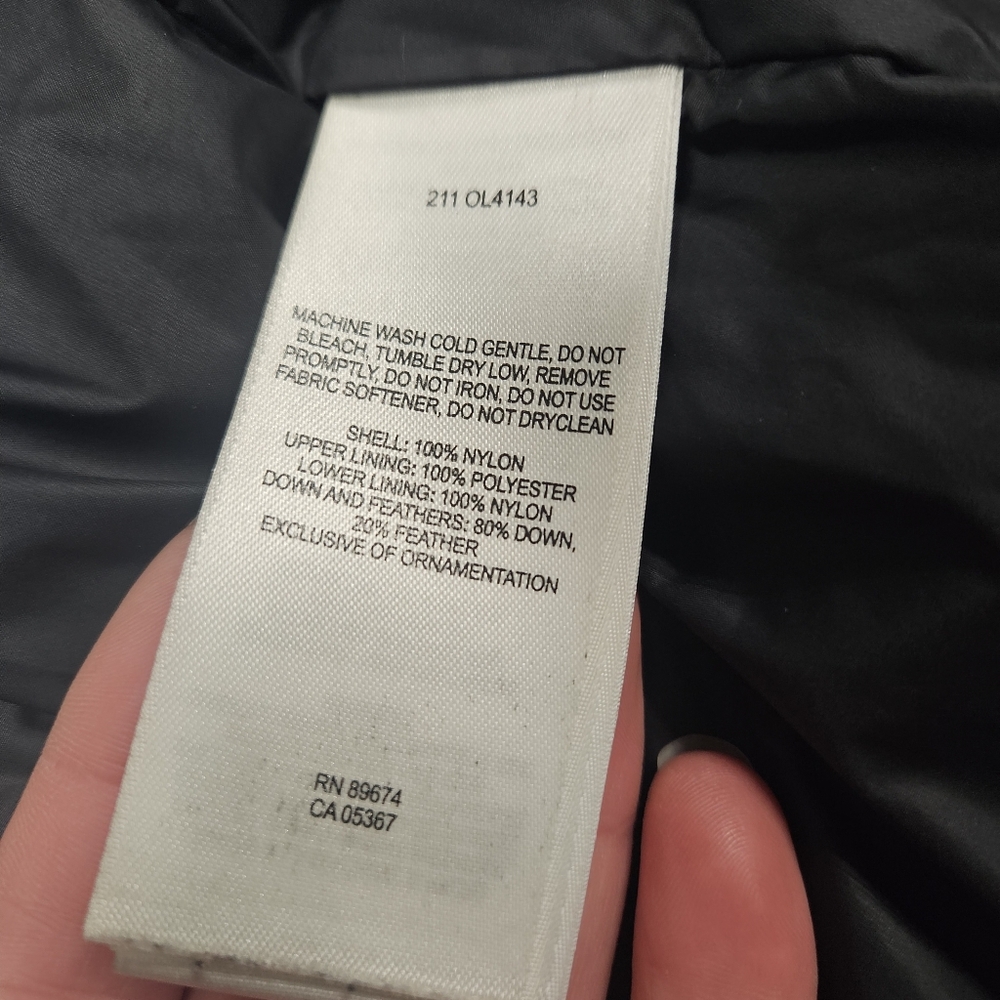 211 OL4143
MACHINE WASH COLD GENTLE, DO NOT
BLEACH, TUMBLE DRY LOW, REMOVE
PROMPTLY, DO NOT IRON, DO NOT USE
FABRIC SOFTENER, DO NOT DRYCLEAN
SHELL: 100% NYLON
UPPER LINING: 100% POLYESTER
LOWER LINING: 100% NYLON
DOWN AND FEATHERS: 80% DOWN,
20% FEATHER
EXCLUSIVE OF ORNAMENTATION
RN 89674
CA 05367